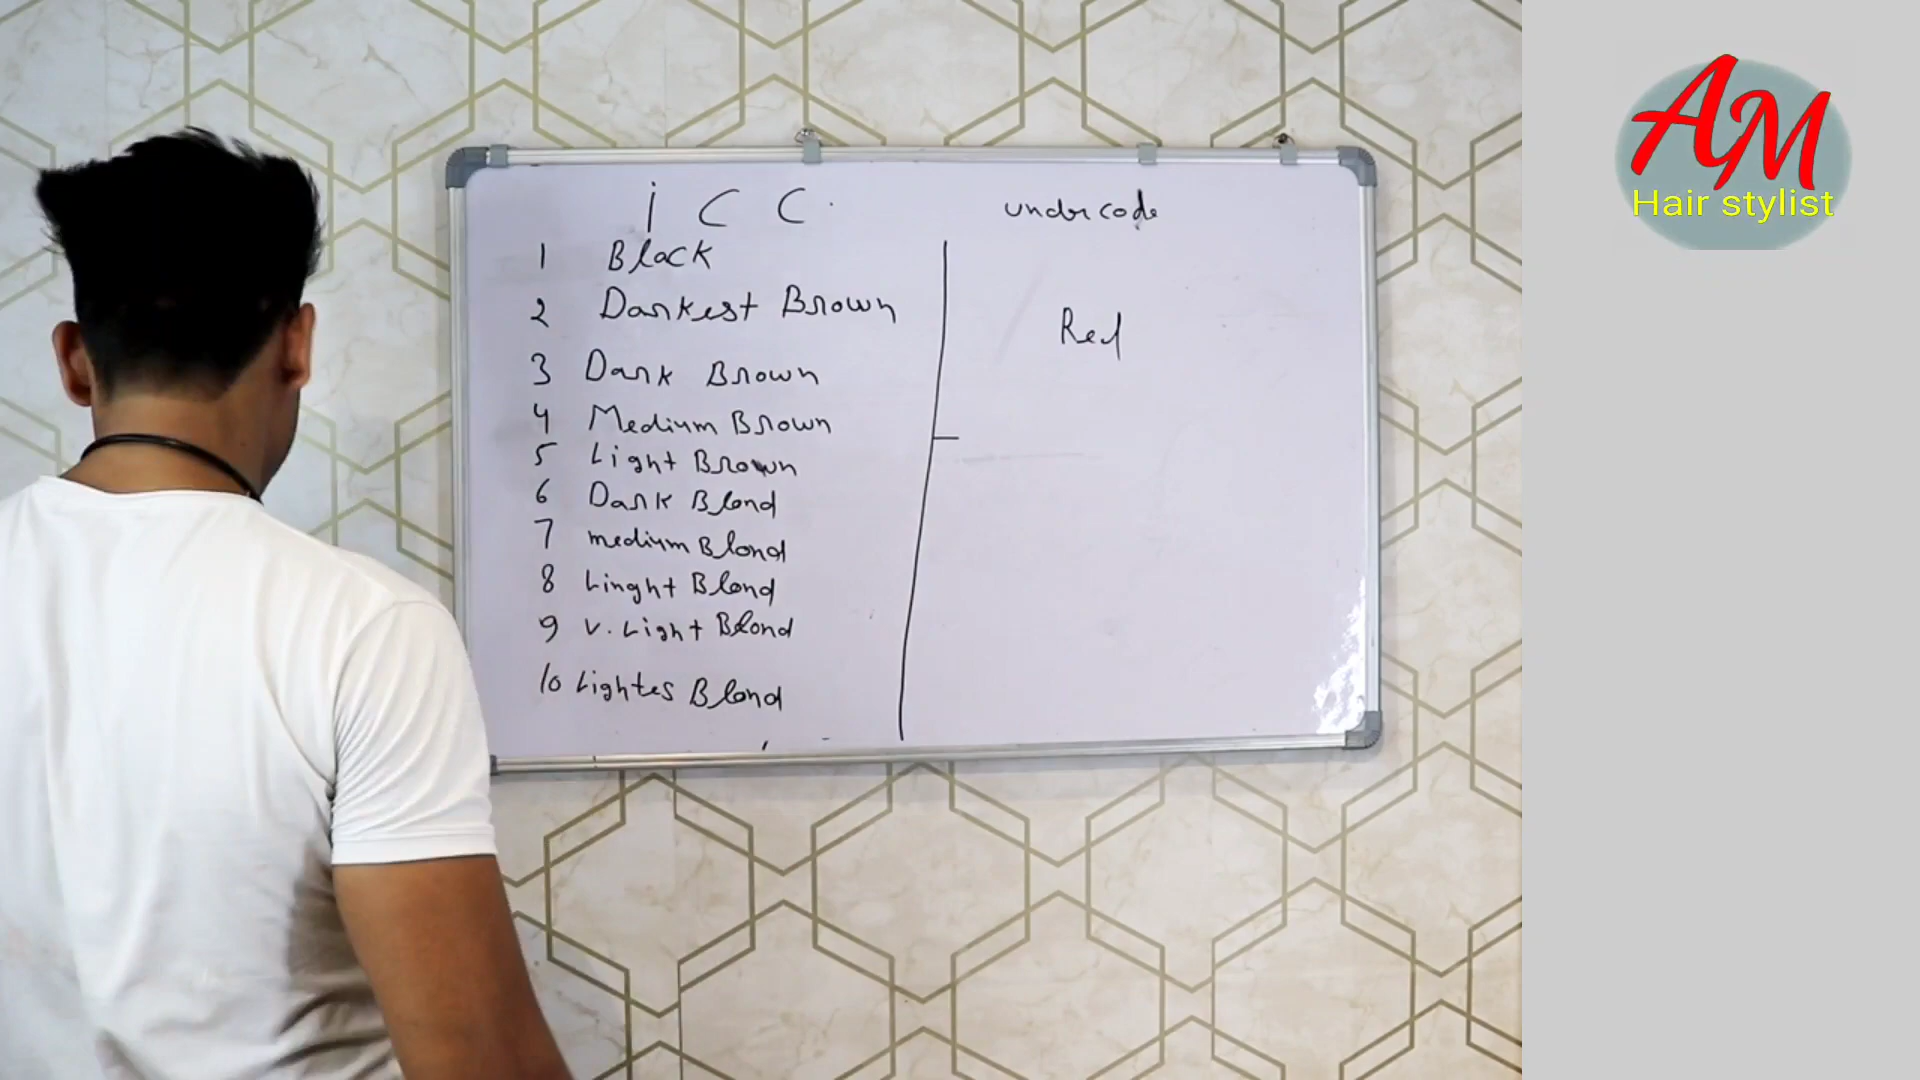 i C C.
undercode
1 Black
2 Darkest Brown
Red
3 Dark Brown
4 Medium Brown
5 Light Brown
6 Dark Blond
7 medium Blond
8 Linght Blond
9 V. Light Blond
10 Lightes Blond
AM
Hair stylist